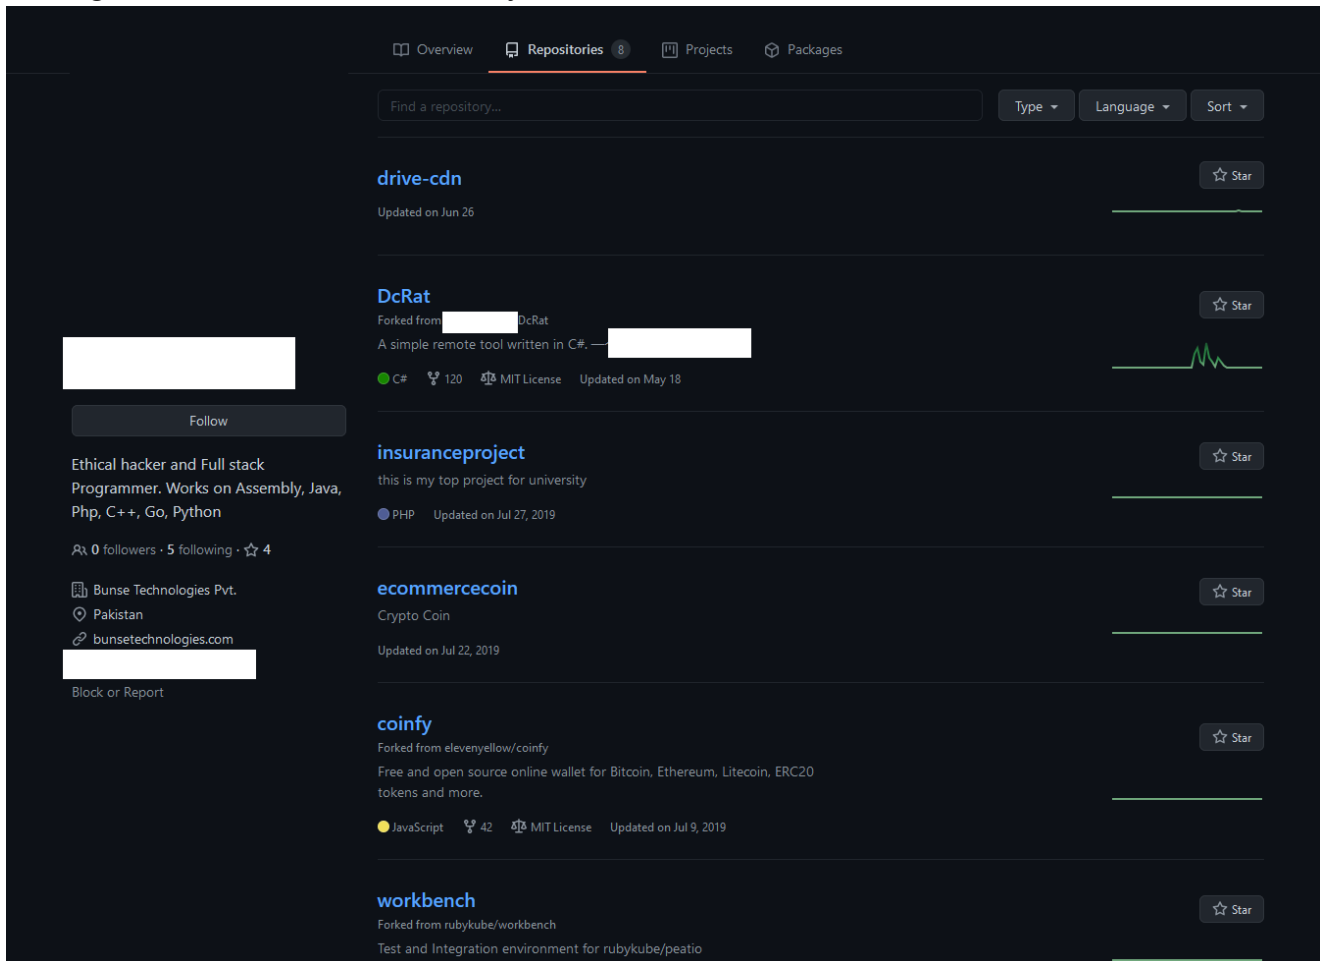 Overview Repositories 8 Projects Packages
Find a repository... Type Language Sort
drive-cdn
Star
Updated on Jun 26
DcRat
Star
Forked from DcRat
A simple remote tool written in C#. —
C# 120 MIT License Updated on May 18
Follow
Ethical hacker and Full stack
Programmer. Works on Assembly, Java,
Php, C++, Go, Python
0 followers · 5 following · 4
Bunse Technologies Pvt.
Pakistan
bunsetechnologies.com
Block or Report
insuranceproject
Star
this is my top project for university
PHP Updated on Jul 27, 2019
ecommercecoin
Star
Crypto Coin
Updated on Jul 22, 2019
coinfy
Star
Forked from elevenyellow/coinfy
Free and open source online wallet for Bitcoin, Ethereum, Litecoin, ERC20
tokens and more.
JavaScript 42 MIT License Updated on Jul 9, 2019
workbench
Star
Forked from rubykube/workbench
Test and Integration environment for rubykube/peatio